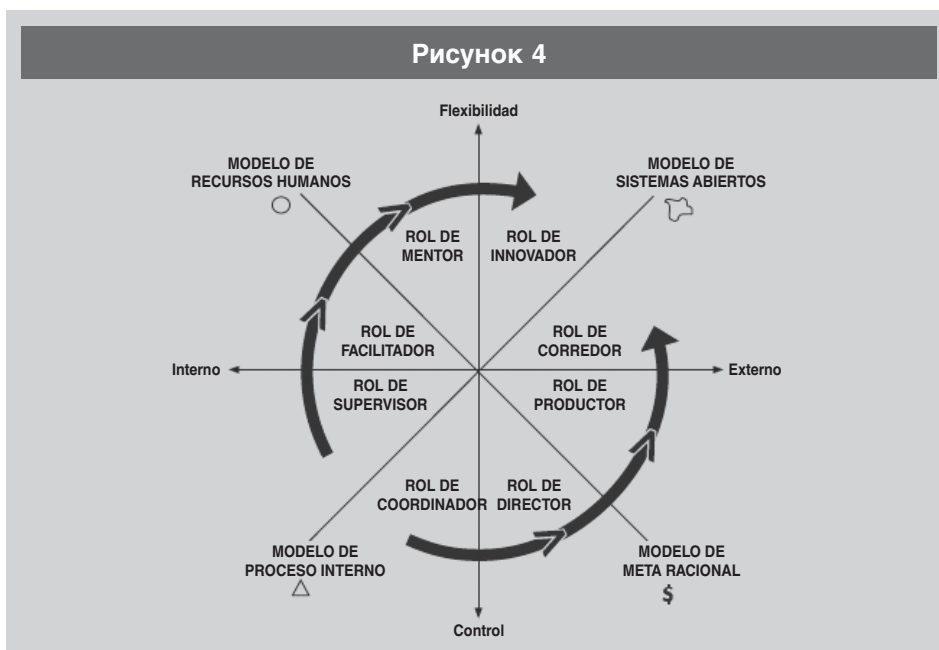 Рисунок 4
Flexibilidad
MODELO DE
RECURSOS HUMANOS
MODELO DE
SISTEMAS ABIERTOS
ROL DE
MENTOR
ROL DE
INNOVADOR
ROL DE
FACILITADOR
ROL DE
CORREDOR
Interno
Externo
ROL DE
SUPERVISOR
ROL DE
PRODUCTOR
ROL DE
COORDINADOR
ROL DE
DIRECTOR
MODELO DE
PROCESO INTERNO
MODELO DE
META RACIONAL
$
Control